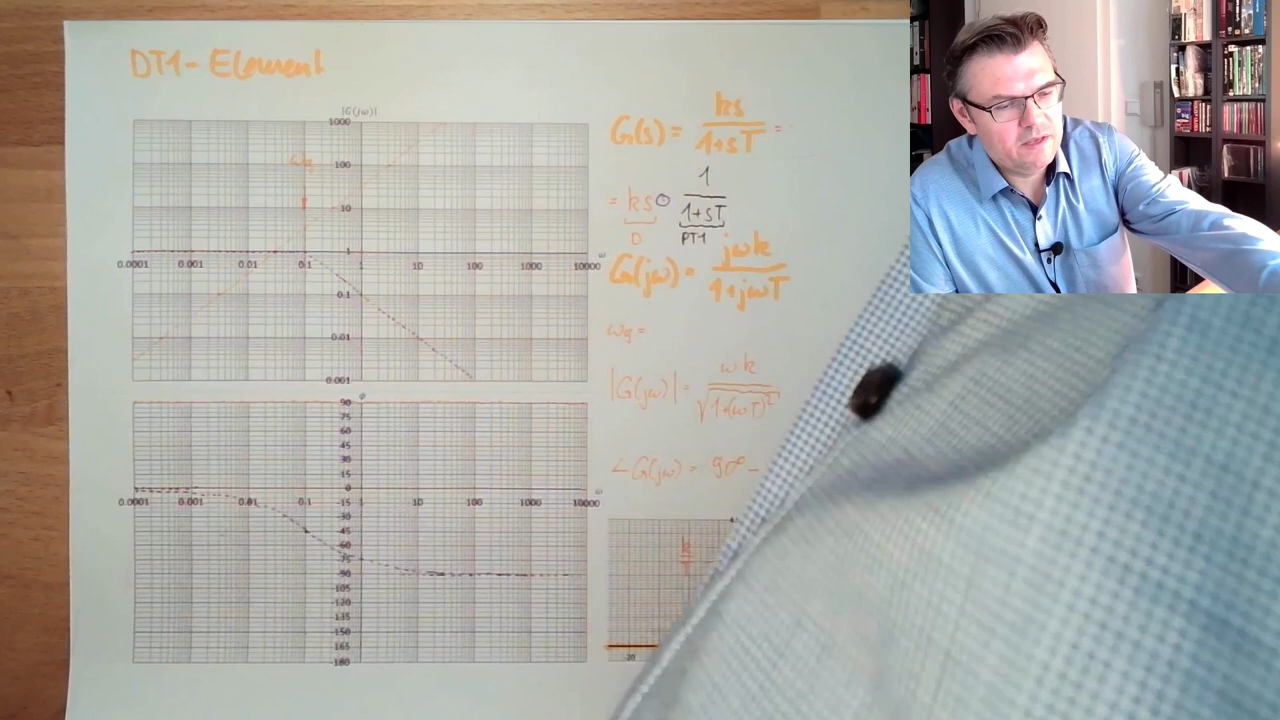 DT1-Element
|G(jω)|
1000
100
10
1
0.0001 0.001 0.01 0.1 1 10 100 1000 10000
0.1
0.01
0.001
ωg
ω
φ
90
75
60
45
30
15
0
0.0001 0.001 0.01 0.1 1 10 100 1000 10000
ω
-15
-30
-45
-60
-75
-90
-105
-120
-135
-150
-165
-180
G(s) = ks / 1+sT =
= ks · 1 / 1+sT
D PT1
G(jω) = jωk / 1+jωT
ωg =
|G(jω)| = ωk / √1+(ωT)²
∠G(jω) = 90° -
k / T